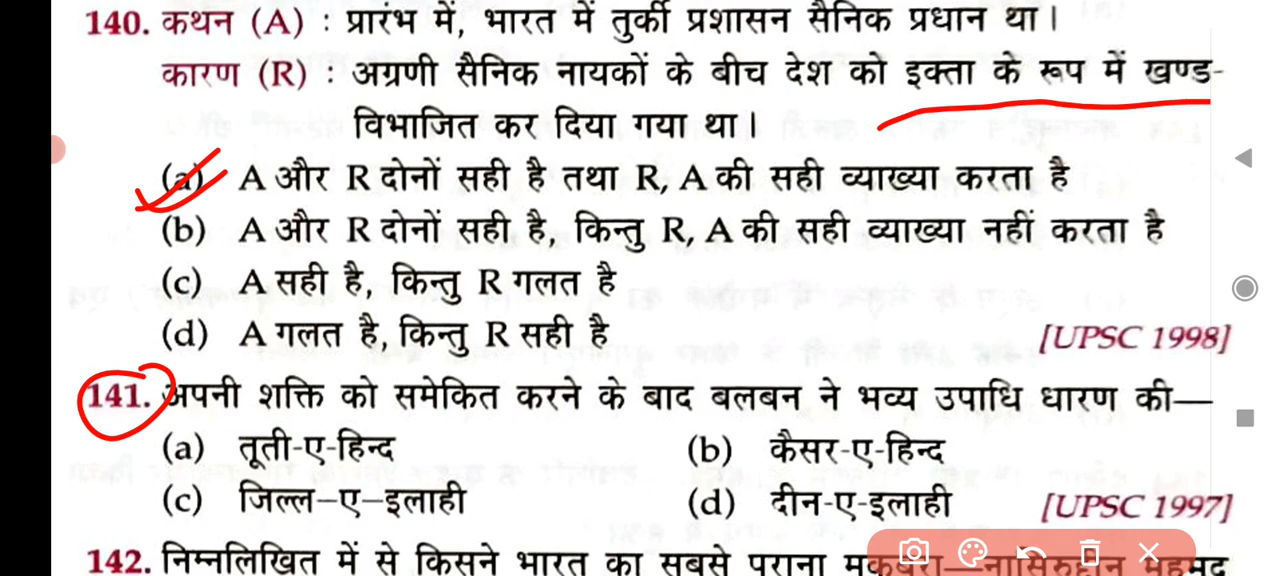 140. कथन (A) : प्रारंभ में, भारत में तुर्की प्रशासन सैनिक प्रधान था।
कारण (R) : अग्रणी सैनिक नायकों के बीच देश को इक्ता के रूप में खण्ड-
विभाजित कर दिया गया था।
(a) A और R दोनों सही है तथा R, A की सही व्याख्या करता है
(b) A और R दोनों सही है, किन्तु R, A की सही व्याख्या नहीं करता है
(c) A सही है, किन्तु R गलत है
(d) A गलत है, किन्तु R सही है [UPSC 1998]
141. अपनी शक्ति को समेकित करने के बाद बलबन ने भव्य उपाधि धारण की—
(a) तूती-ए-हिन्द (b) कैसर-ए-हिन्द
(c) जिल्ल-ए-इलाही (d) दीन-ए-इलाही [UPSC 1997]
142. निम्नलिखित में से किसने भारत का सबसे पुराना मकबरा—